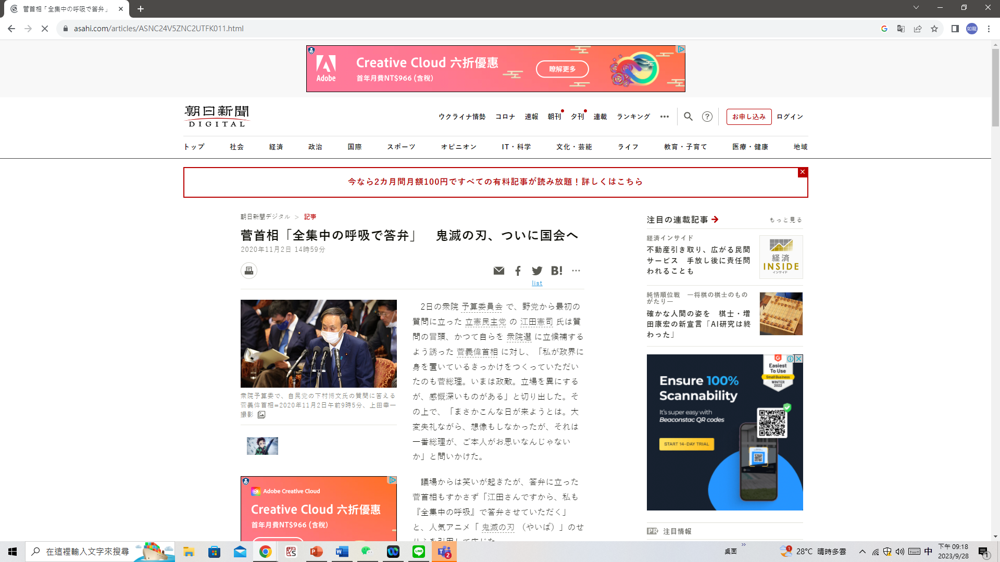 菅首相「全集中の呼吸で答弁」
asahi.com/articles/ASNC24V5ZNC2UTFK011.html
如龍
Adobe
Creative Cloud 六折優惠
首年月費NT$966 (含稅)
瞭解更多
朝日新聞
DIGITAL
ウクライナ情勢 コロナ 速報 朝刊 夕刊 連載 ランキング ••• ? お申し込み ログイン
トップ 社会 経済 政治 国際 スポーツ オピニオン IT・科学 文化・芸能 ライフ 教育・子育て 医療・健康 地域
今なら2カ月間月額100円ですべての有料記事が読み放題！詳しくはこちら
朝日新聞デジタル > 記事
菅首相「全集中の呼吸で答弁」　鬼滅の刃、ついに国会へ
2020年11月2日 14時59分
B!
list
衆院予算委で、自民党の下村博文氏の質問に答える
菅義偉首相=2020年11月2日午前9時5分、上田幸一
撮影
Adobe Creative Cloud
Creative Cloud 六折優惠
首年月費NT$966 (含稅)
2日の衆院 予算委員会 で、野党から最初の
質問に立った 立憲民主党 の 江田憲司 氏は質
問の冒頭、かつて自らを 衆院選 に立候補する
よう誘った 菅義偉首相 に対し、「私が政界に
身を置いているきっかけをつくっていただい
たのも菅総理。いまは政敵。立場を異にする
が、感慨深いものがある」と切り出した。そ
の上で、「まさかこんな日が来ようとは。大
変失礼ながら、想像もしなかったが、それは
一番総理が、ご本人がお思いなんじゃない
か」と問いかけた。
議場からは笑いが起きたが、答弁に立った
菅首相もすかさず「江田さんですから、私も
『全集中の呼吸』で答弁させていただく」
と、人気アニメ「 鬼滅の刃 （やいば）」のせ
りふを引用して応じた。
注目の連載記事
もっと見る
経済インサイド
不動産引き取り、広がる民間
サービス　手放し後に責任問
われることも
経済
INSIDE
インサイド
純情順位戦　―将棋の棋士のもの
がたり―
確かな人間の姿を　棋士・増
田康宏の新宣言「AI研究は終
わった」
Easiest
To Use
Small Business
WINTER
2022
Ensure 100%
Scannability
It's super easy with
Beaconstac QR codes
START 14-DAY TRIAL
PR 注目情報
在這裡輸入文字來搜尋
LINE
2
桌面
1
28°C 晴時多雲
中
下午 09:18
2023/9/28
1